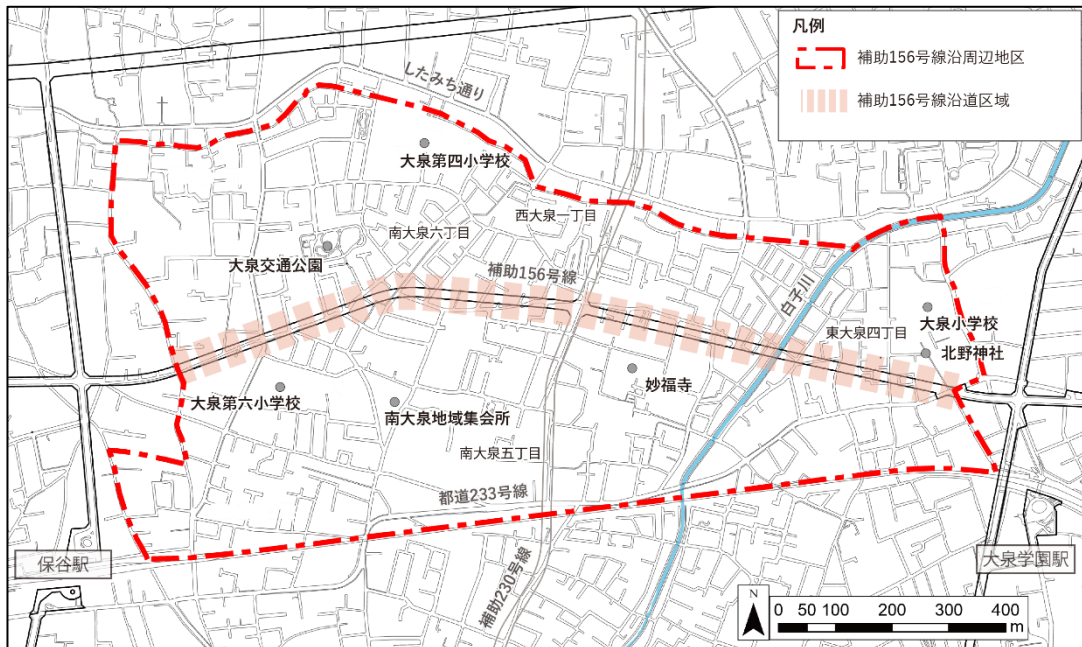 凡例
補助156号線沿周辺地区
補助156号線沿道区域
したみち通り
大泉第四小学校
西大泉一丁目
南大泉六丁目
大泉交通公園
補助156号線
白子川
東大泉四丁目
大泉小学校
北野神社
妙福寺
大泉第六小学校
南大泉地域集会所
南大泉五丁目
都道233号線
補助230号線
保谷駅
大泉学園駅
N
0 50 100 200 300 400
m